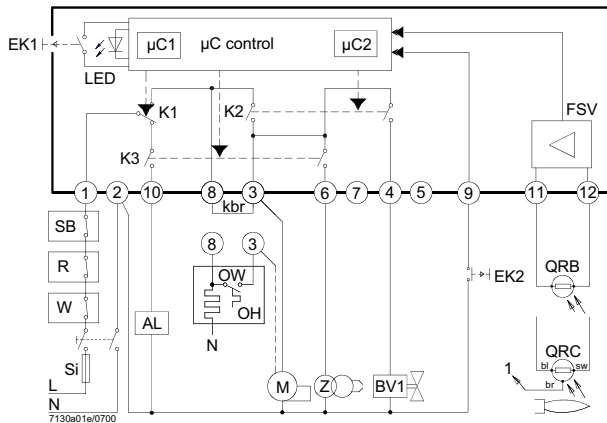 EK1
LED
µC1
µC control
µC2
K1
K2
K3
FSV
1
2
10
8
3
6
7
4
5
9
11
12
kbr
SB
R
W
Si
L
N
7130a01e/0700
AL
8
3
OW
OH
N
M
Z
BV1
EK2
QRB
QRC
1
bl
sw
br